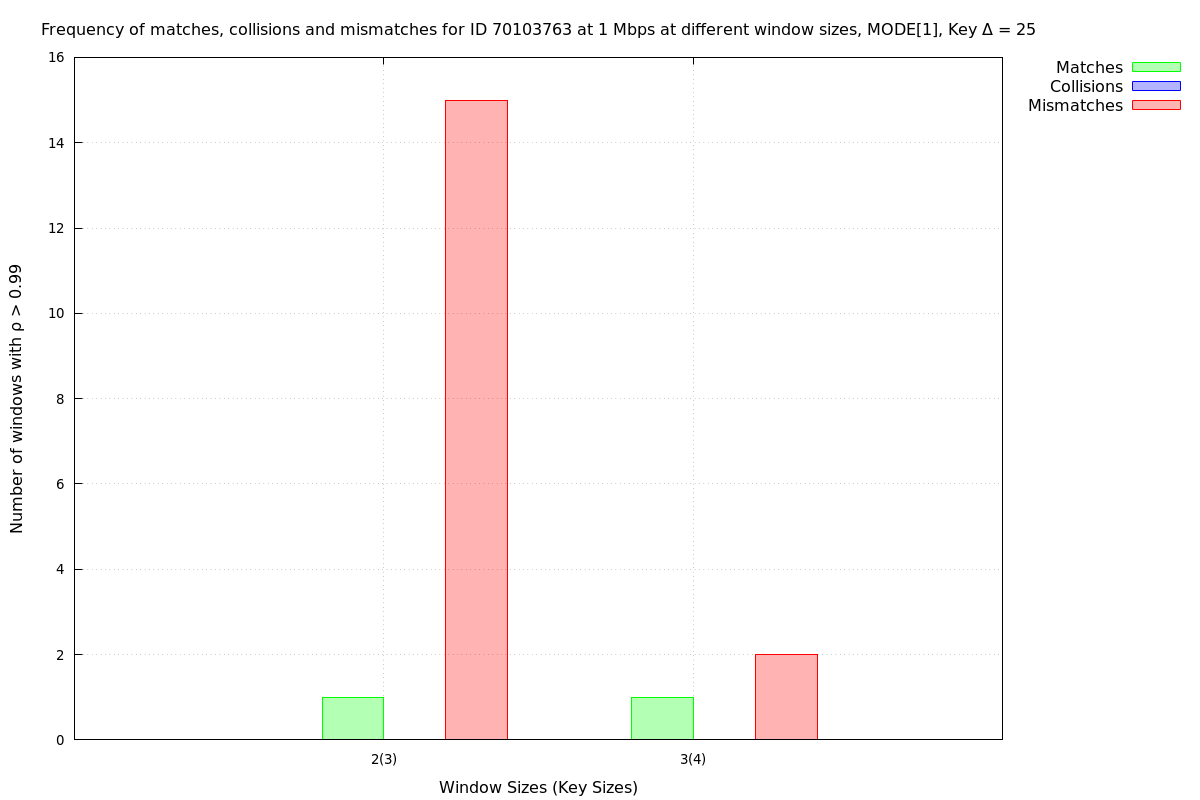 Frequency of matches, collisions and mismatches for ID 70103763 at 1 Mbps at different window sizes, MODE[1], Key Δ = 25
Matches
Collisions
Mismatches
Number of windows with ρ > 0.99
16
14
12
10
8
6
4
2
0
2(3)
3(4)
Window Sizes (Key Sizes)